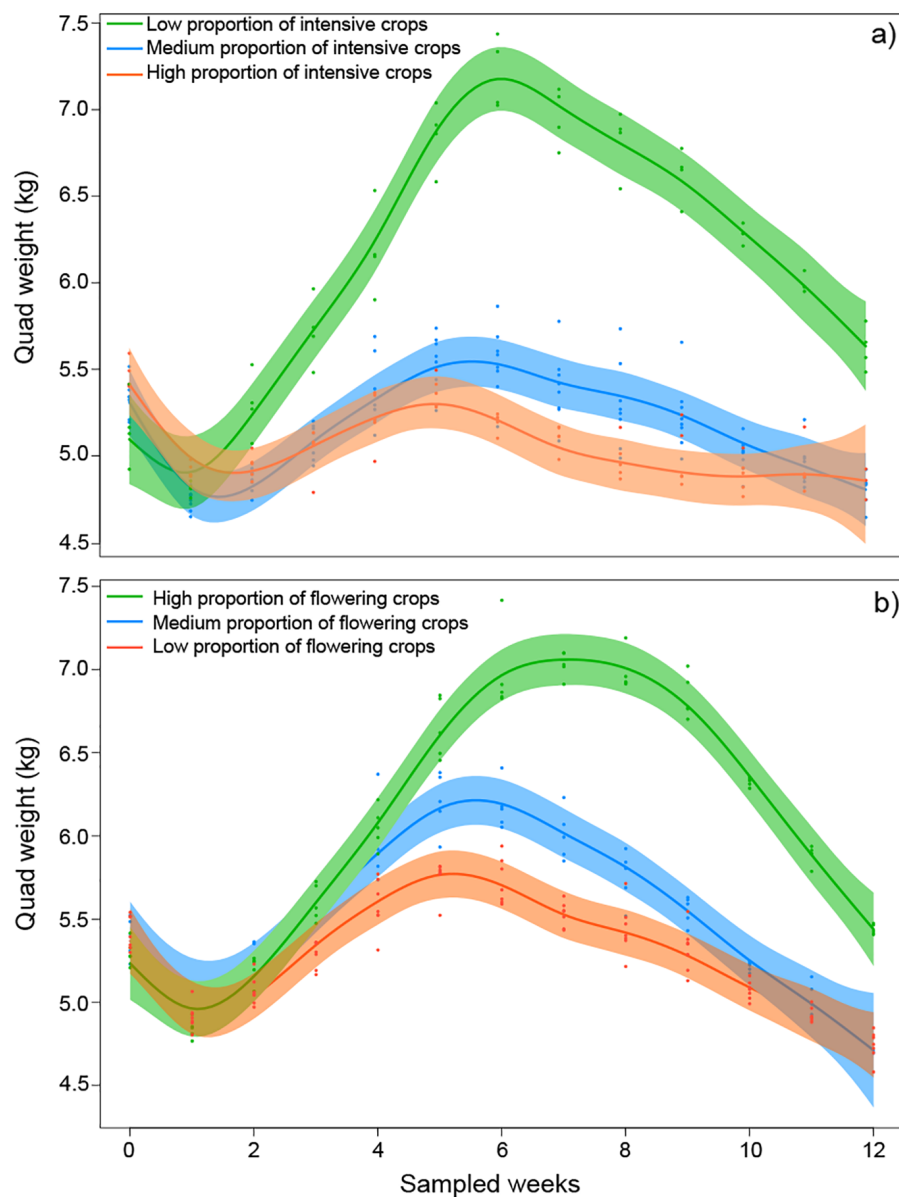 a)
Low proportion of intensive crops
Medium proportion of intensive crops
High proportion of intensive crops
7.5
7.0
6.5
6.0
5.5
5.0
4.5
Quad weight (kg)
b)
High proportion of flowering crops
Medium proportion of flowering crops
Low proportion of flowering crops
7.5
7.0
6.5
6.0
5.5
5.0
4.5
Quad weight (kg)
0 2 4 6 8 10 12
Sampled weeks